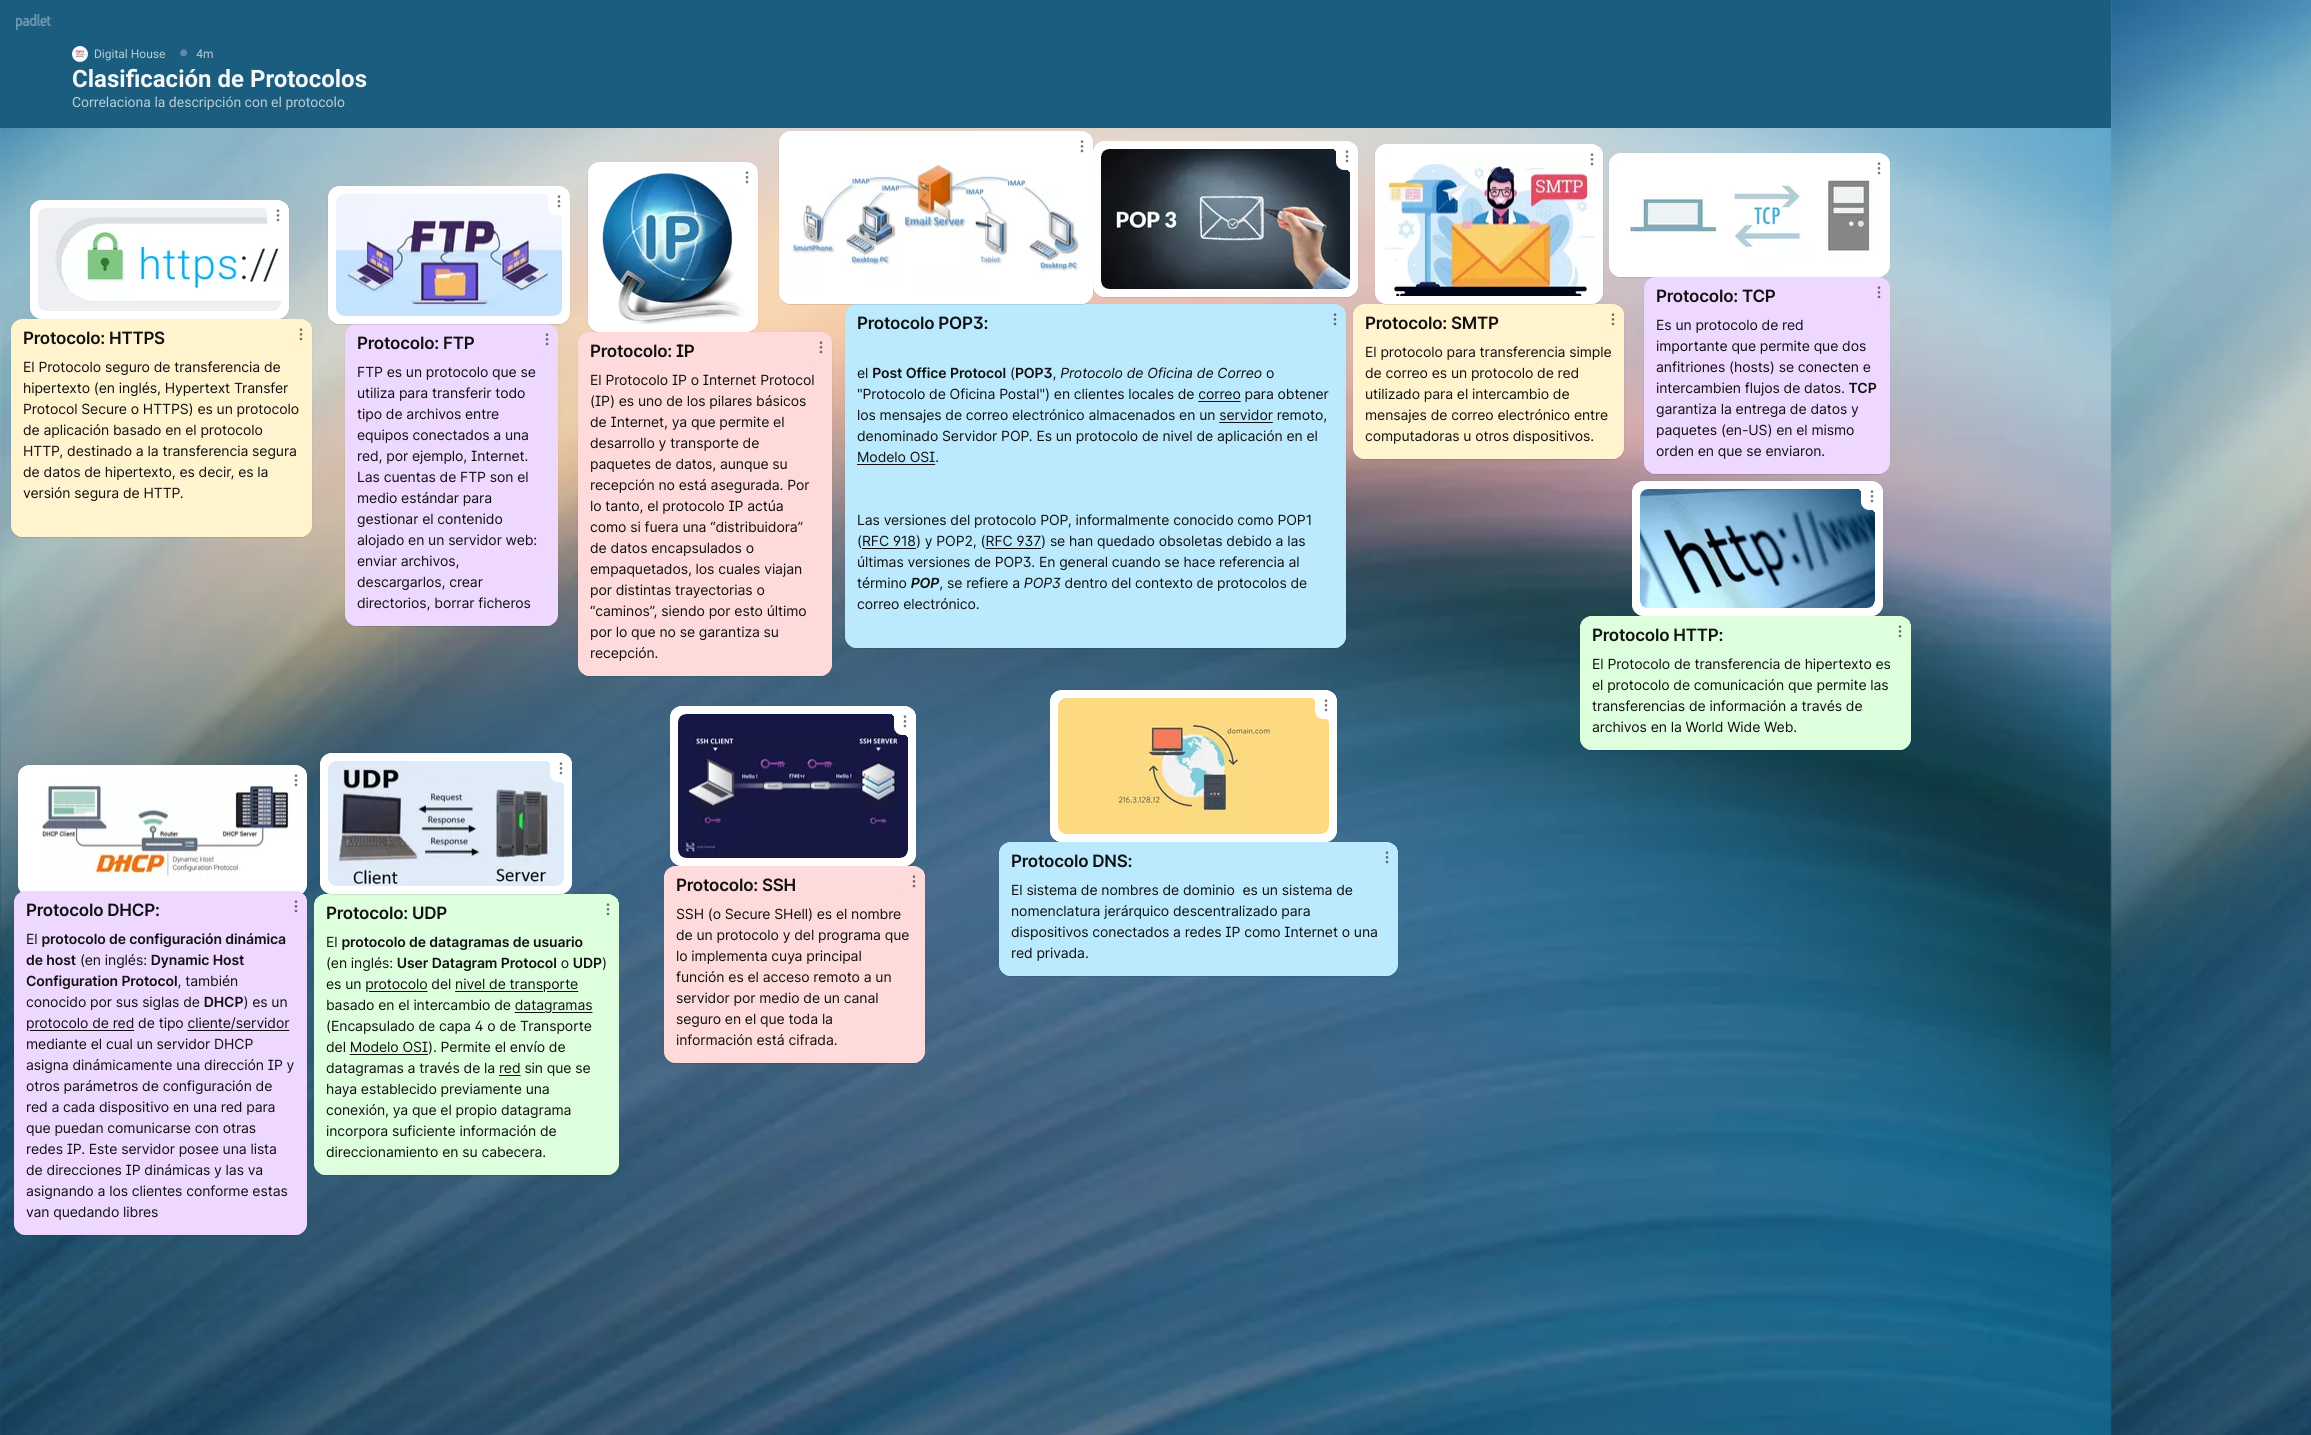 padlet
Digital House
4m
Clasificación de Protocolos
Correlaciona la descripción con el protocolo
https://
Protocolo: HTTPS
El Protocolo seguro de transferencia de
hipertexto (en inglés, Hypertext Transfer
Protocol Secure o HTTPS) es un protocolo
de aplicación basado en el protocolo
HTTP, destinado a la transferencia segura
de datos de hipertexto, es decir, es la
versión segura de HTTP.
FTP
Protocolo: FTP
FTP es un protocolo que se
utiliza para transferir todo
tipo de archivos entre
equipos conectados a una
red, por ejemplo, Internet.
Las cuentas de FTP son el
medio estándar para
gestionar el contenido
alojado en un servidor web:
enviar archivos,
descargarlos, crear
directorios, borrar ficheros
IP
Protocolo: IP
El Protocolo IP o Internet Protocol
(IP) es uno de los pilares básicos
de Internet, ya que permite el
desarrollo y transporte de
paquetes de datos, aunque su
recepción no está asegurada. Por
lo tanto, el protocolo IP actúa
como si fuera una “distribuidora”
de datos encapsulados o
empaquetados, los cuales viajan
por distintas trayectorias o
“caminos”, siendo por esto último
por lo que no se garantiza su
recepción.
IMAP
IMAP
IMAP
IMAP
Email Server
SmartPhone
Desktop PC
Tablet
Desktop PC
POP 3
Protocolo POP3:
el Post Office Protocol (POP3, Protocolo de Oficina de Correo o
"Protocolo de Oficina Postal") en clientes locales de correo para obtener
los mensajes de correo electrónico almacenados en un servidor remoto,
denominado Servidor POP. Es un protocolo de nivel de aplicación en el
Modelo OSI.
Las versiones del protocolo POP, informalmente conocido como POP1
(RFC 918) y POP2, (RFC 937) se han quedado obsoletas debido a las
últimas versiones de POP3. En general cuando se hace referencia al
término POP, se refiere a POP3 dentro del contexto de protocolos de
correo electrónico.
SMTP
Protocolo: SMTP
El protocolo para transferencia simple
de correo es un protocolo de red
utilizado para el intercambio de
mensajes de correo electrónico entre
computadoras u otros dispositivos.
TCP
Protocolo: TCP
Es un protocolo de red
importante que permite que dos
anfitriones (hosts) se conecten e
intercambien flujos de datos. TCP
garantiza la entrega de datos y
paquetes (en-US) en el mismo
orden en que se enviaron.
http://www
Protocolo HTTP:
El Protocolo de transferencia de hipertexto es
el protocolo de comunicación que permite las
transferencias de información a través de
archivos en la World Wide Web.
DHCP Client
Router
DHCP Server
DHCP
Dynamic Host
Configuration Protocol
Protocolo DHCP:
El protocolo de configuración dinámica
de host (en inglés: Dynamic Host
Configuration Protocol, también
conocido por sus siglas de DHCP) es un
protocolo de red de tipo cliente/servidor
mediante el cual un servidor DHCP
asigna dinámicamente una dirección IP y
otros parámetros de configuración de
red a cada dispositivo en una red para
que puedan comunicarse con otras
redes IP. Este servidor posee una lista
de direcciones IP dinámicas y las va
asignando a los clientes conforme estas
van quedando libres
UDP
Request
Response
Response
Client
Server
Protocolo: UDP
El protocolo de datagramas de usuario
(en inglés: User Datagram Protocol o UDP)
es un protocolo del nivel de transporte
basado en el intercambio de datagramas
(Encapsulado de capa 4 o de Transporte
del Modelo OSI). Permite el envío de
datagramas a través de la red sin que se
haya establecido previamente una
conexión, ya que el propio datagrama
incorpora suficiente información de
direccionamiento en su cabecera.
SSH CLIENT
SSH SERVER
Hello !
Hello !
Protocolo: SSH
SSH (o Secure SHell) es el nombre
de un protocolo y del programa que
lo implementa cuya principal
función es el acceso remoto a un
servidor por medio de un canal
seguro en el que toda la
información está cifrada.
domain.com
216.3.128.12
Protocolo DNS:
El sistema de nombres de dominio  es un sistema de
nomenclatura jerárquico descentralizado para
dispositivos conectados a redes IP como Internet o una
red privada.